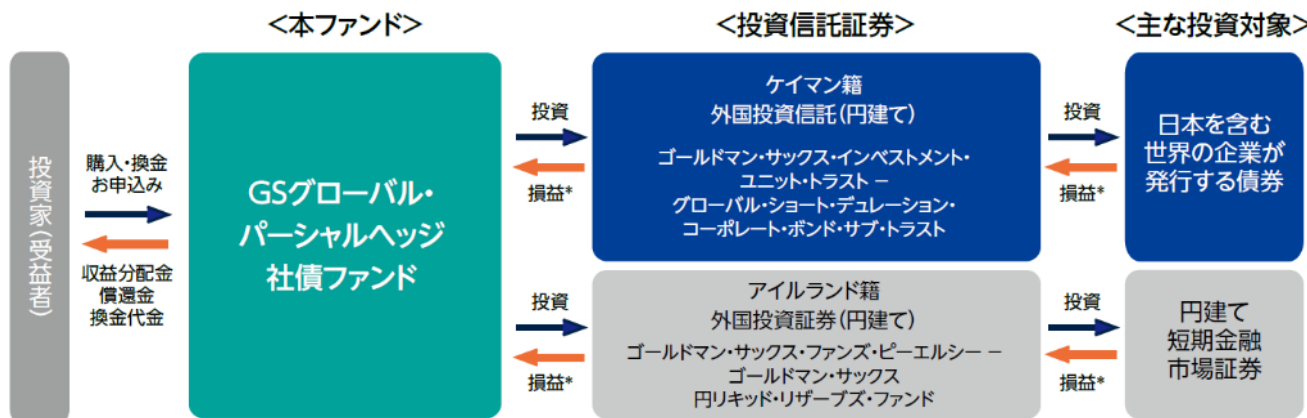 <本ファンド>
<投資信託証券>
<主な投資対象>
投資家(受益者)
購入・換金
お申込み
収益分配金
償還金
換金代金
GSグローバル・
パーシャルヘッジ
社債ファンド
投資
損益*
ケイマン籍
外国投資信託(円建て)
ゴールドマン・サックス・インベストメント・
ユニット・トラスト −
グローバル・ショート・デュレーション・
コーポレート・ボンド・サブ・トラスト
投資
損益*
日本を含む
世界の企業が
発行する債券
投資
損益*
アイルランド籍
外国投資証券(円建て)
ゴールドマン・サックス・ファンズ・ピーエルシー −
ゴールドマン・サックス
円リキッド・リザーブズ・ファンド
投資
損益*
円建て
短期金融
市場証券